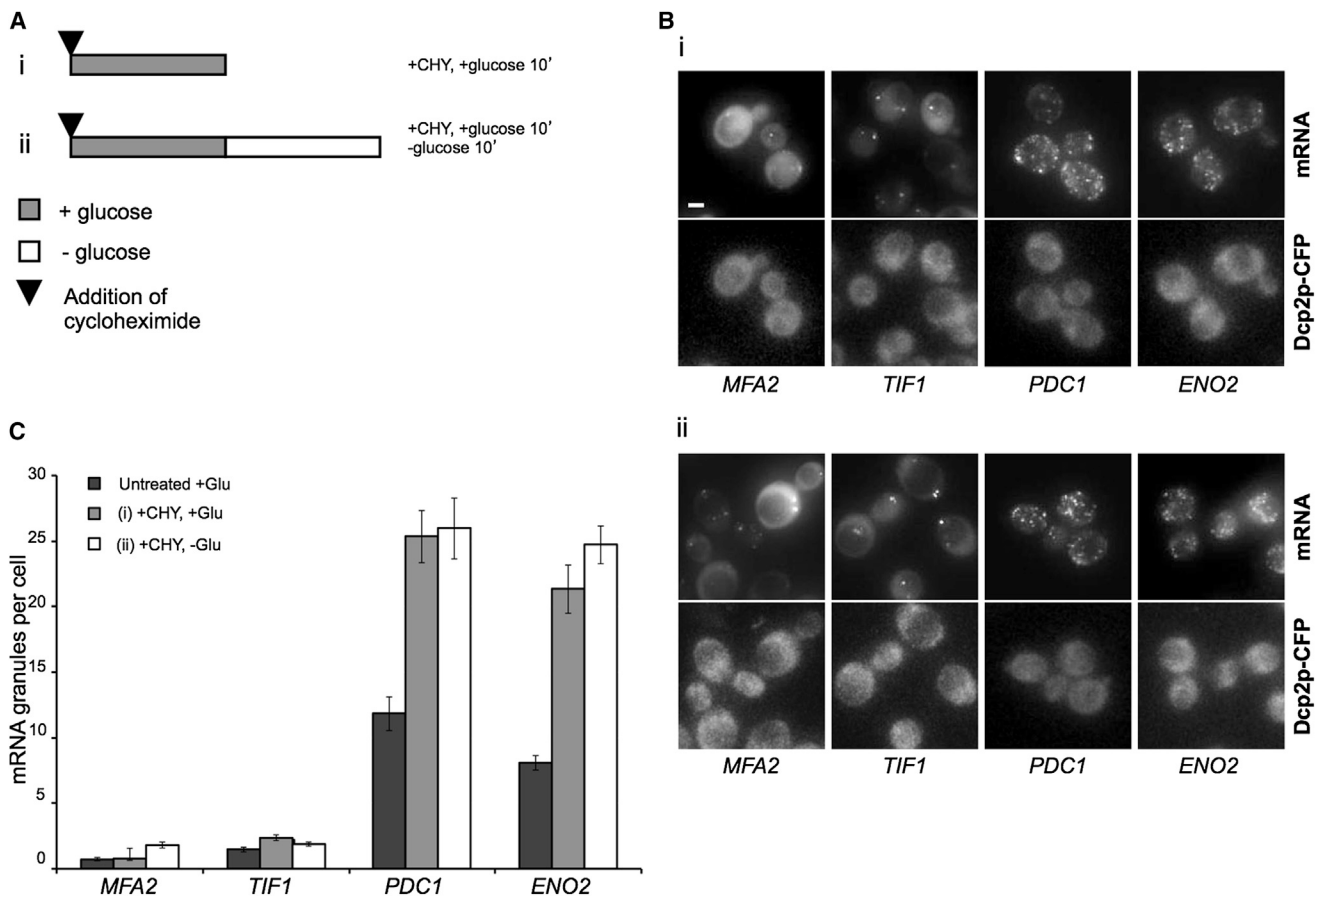 A
i
+CHY, +glucose 10’
ii
+CHY, +glucose 10’
-glucose 10’
+ glucose
- glucose
Addition of
cycloheximide
B
i
mRNA
Dcp2p-CFP
MFA2 TIF1 PDC1 ENO2
ii
mRNA
Dcp2p-CFP
MFA2 TIF1 PDC1 ENO2
C
mRNA granules per cell
30
25
20
15
10
5
0
Untreated +Glu
(i) +CHY, +Glu
(ii) +CHY, -Glu
MFA2 TIF1 PDC1 ENO2